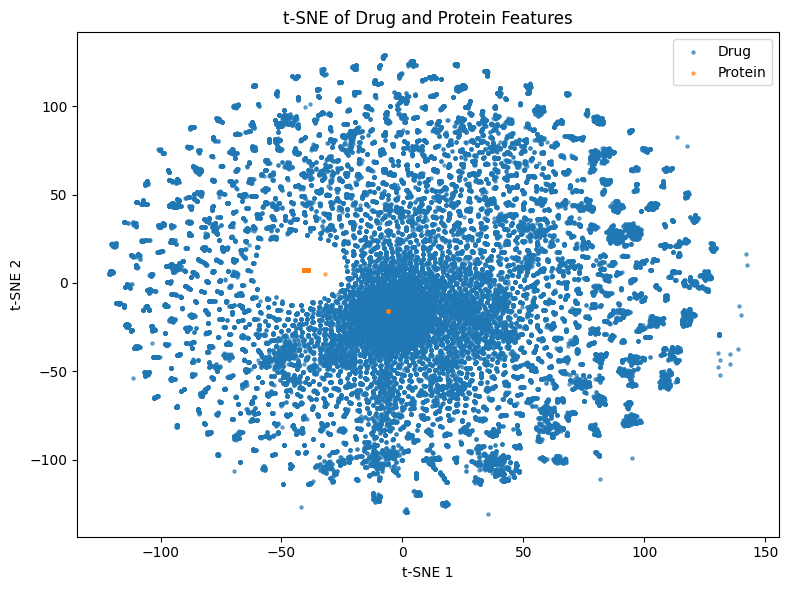 t-SNE of Drug and Protein Features
Drug
Protein
100
50
0
−50
−100
t-SNE 2
−100
−50
0
50
100
150
t-SNE 1